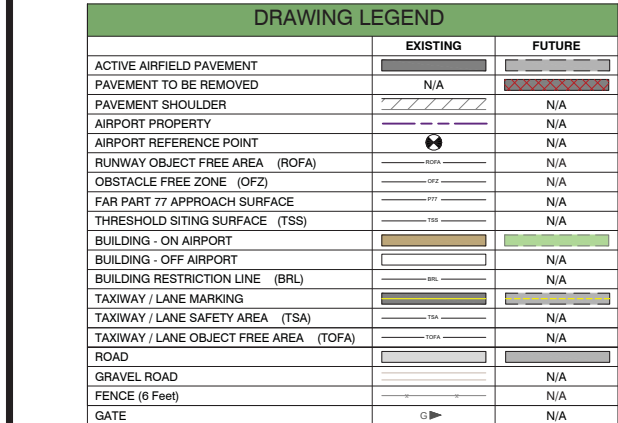 DRAWING LEGEND
EXISTING FUTURE
ACTIVE AIRFIELD PAVEMENT
PAVEMENT TO BE REMOVED N/A
PAVEMENT SHOULDER N/A
AIRPORT PROPERTY N/A
AIRPORT REFERENCE POINT N/A
RUNWAY OBJECT FREE AREA (ROFA) ROFA N/A
OBSTACLE FREE ZONE (OFZ) OFZ N/A
FAR PART 77 APPROACH SURFACE P77 N/A
THRESHOLD SITING SURFACE (TSS) TSS N/A
BUILDING - ON AIRPORT
BUILDING - OFF AIRPORT N/A
BUILDING RESTRICTION LINE (BRL) BRL N/A
TAXIWAY / LANE MARKING
TAXIWAY / LANE SAFETY AREA (TSA) TSA N/A
TAXIWAY / LANE OBJECT FREE AREA (TOFA) TOFA N/A
ROAD
GRAVEL ROAD N/A
FENCE (6 Feet) x x N/A
GATE G N/A